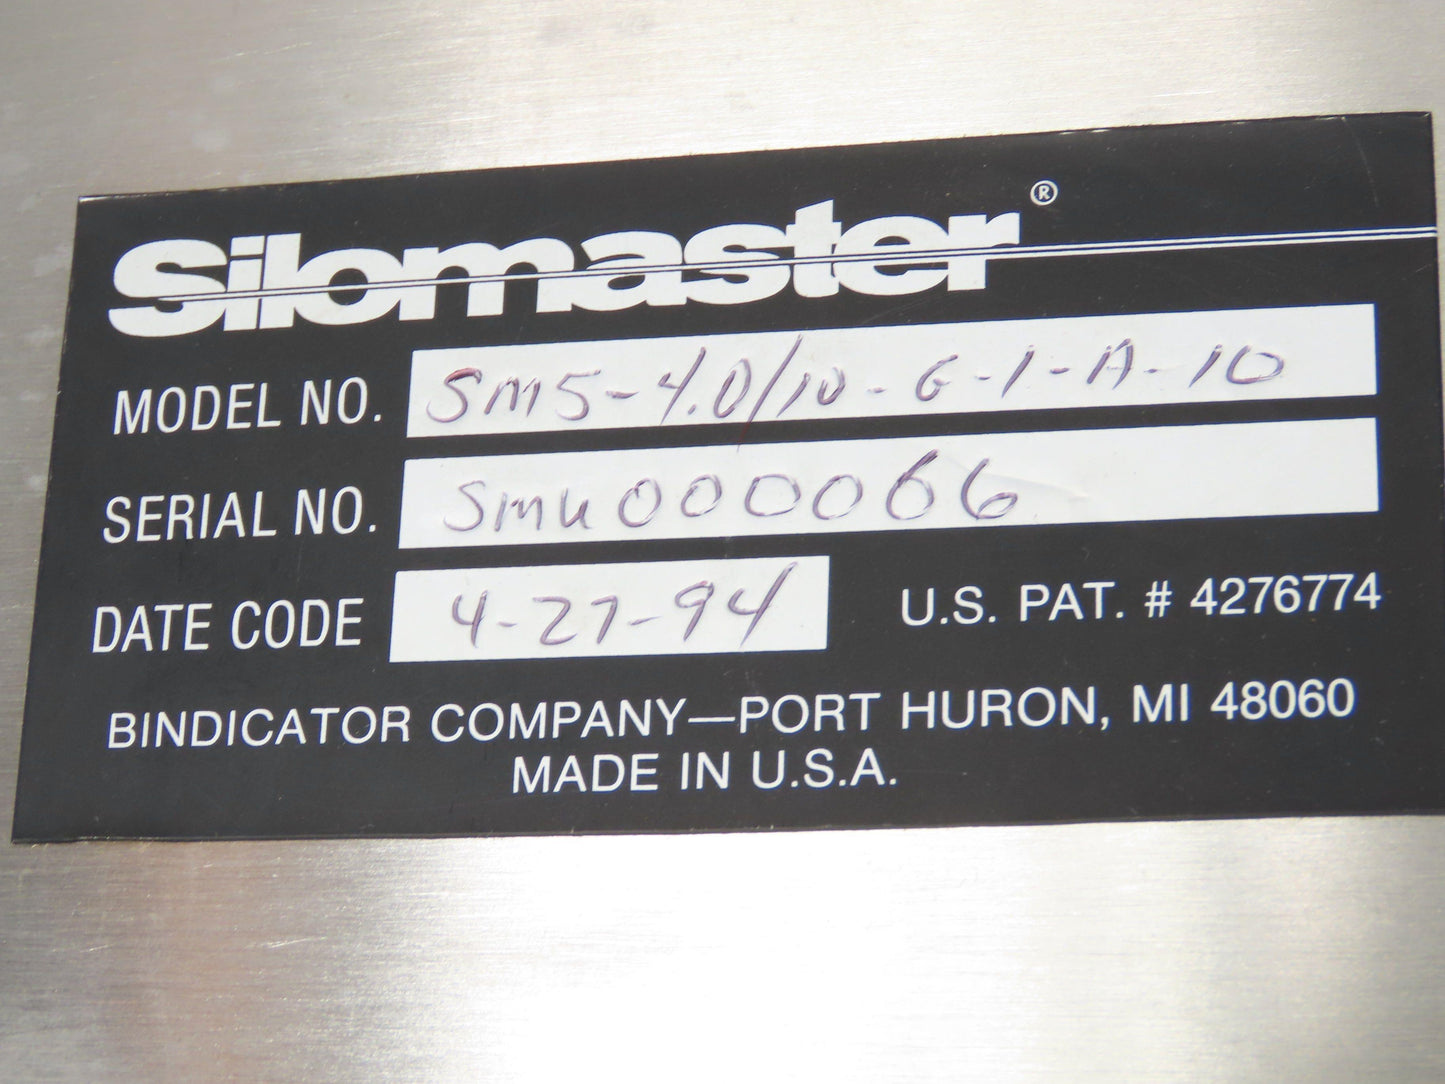 Silomaster®
MODEL NO. SM5-4.0/10-G-1-A-10
SERIAL NO. Smu000066
DATE CODE 4-27-94 U.S. PAT. # 4276774
BINDICATOR COMPANY—PORT HURON, MI 48060
MADE IN U.S.A.